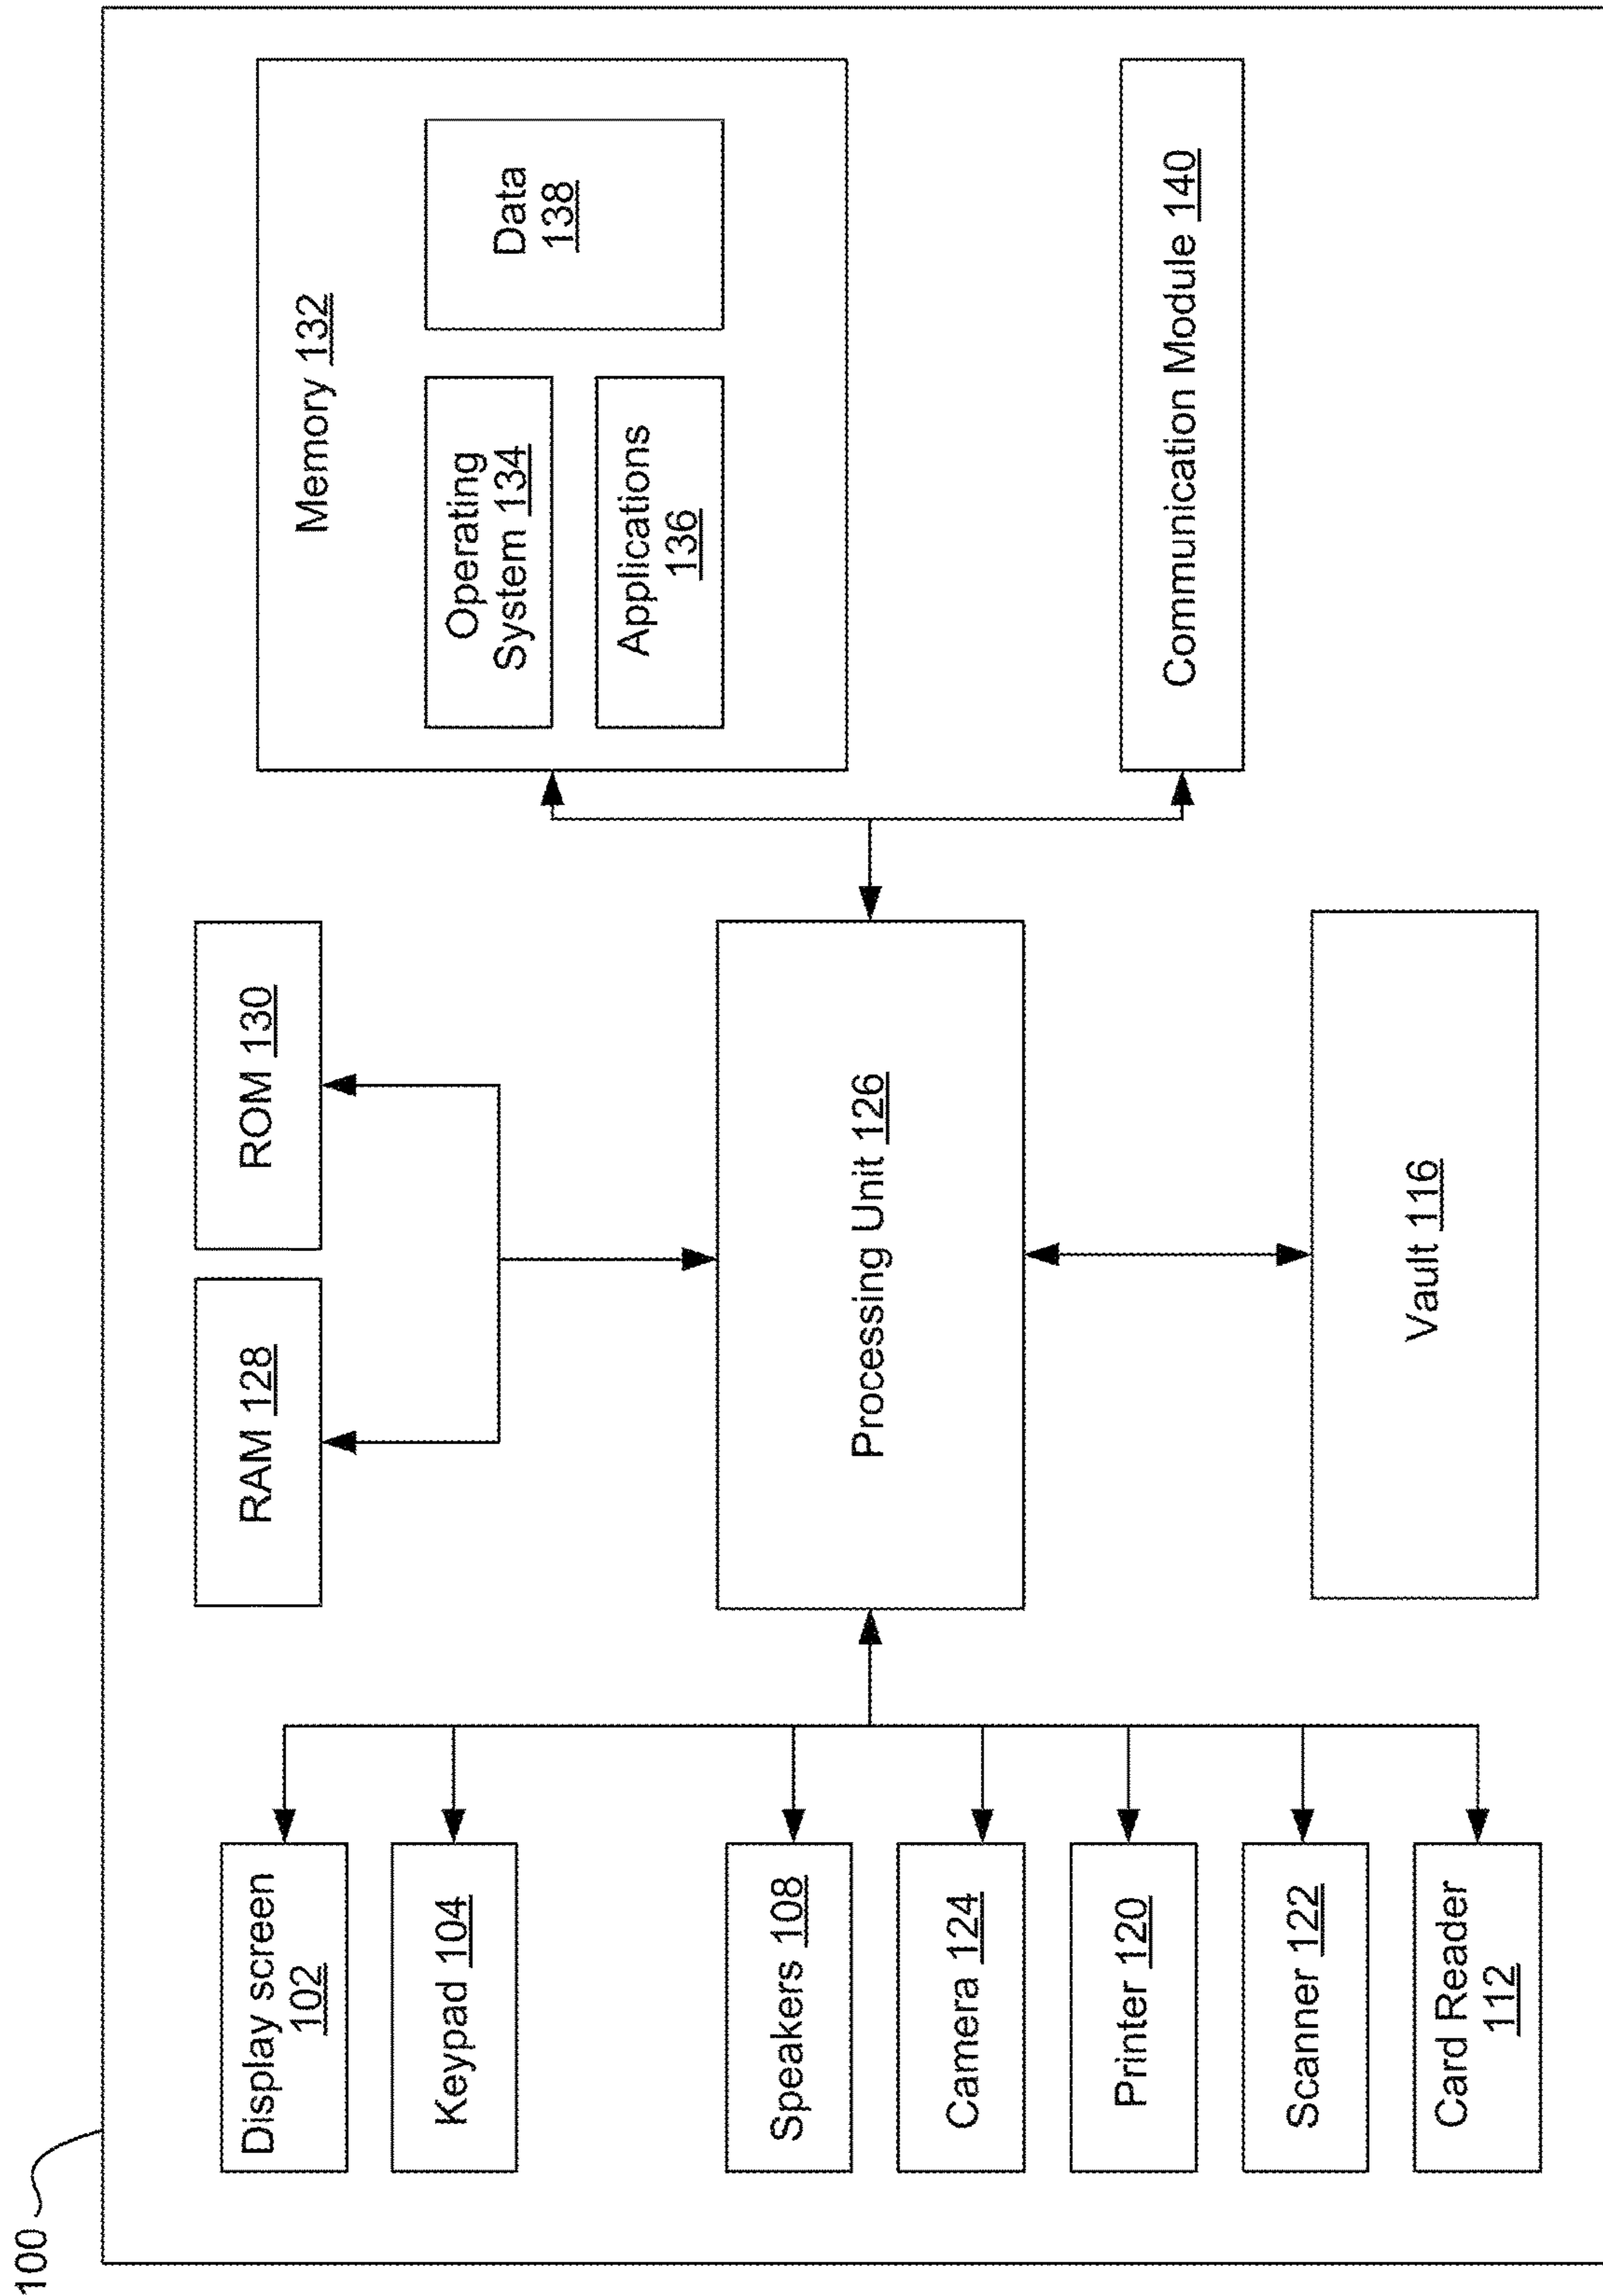 100
Display screen
102
Keypad 104
Speakers 108
Camera 124
Printer 120
Scanner 122
Card Reader
112
RAM 128
ROM 130
Processing Unit 126
Vault 116
Memory 132
Operating
System 134
Applications
136
Data
138
Communication Module 140